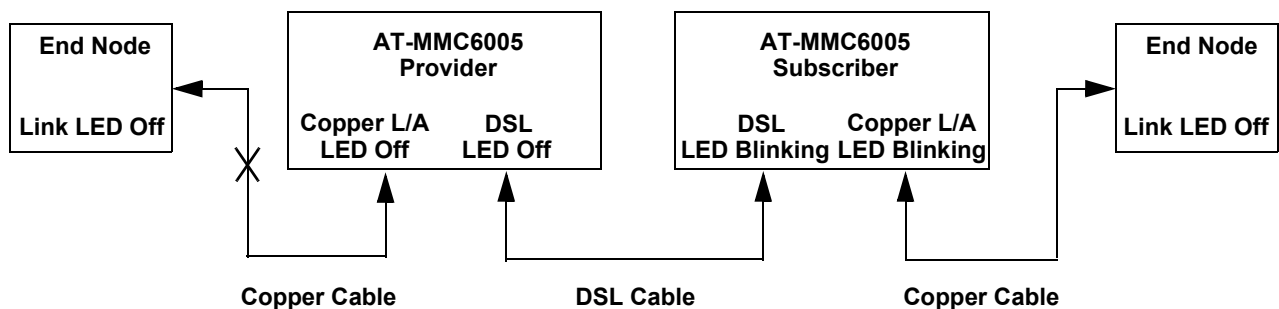 End Node
Link LED Off
AT-MMC6005
Provider
Copper L/A
LED Off
DSL
LED Off
AT-MMC6005
Subscriber
DSL
LED Blinking
Copper L/A
LED Blinking
End Node
Link LED Off
Copper Cable
DSL Cable
Copper Cable